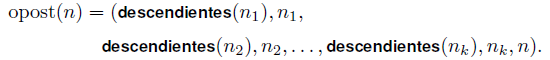 opost(n) = (descendientes(n₁), n₁,
descendientes(n₂), n₂, . . . , descendientes(nₖ), nₖ, n).